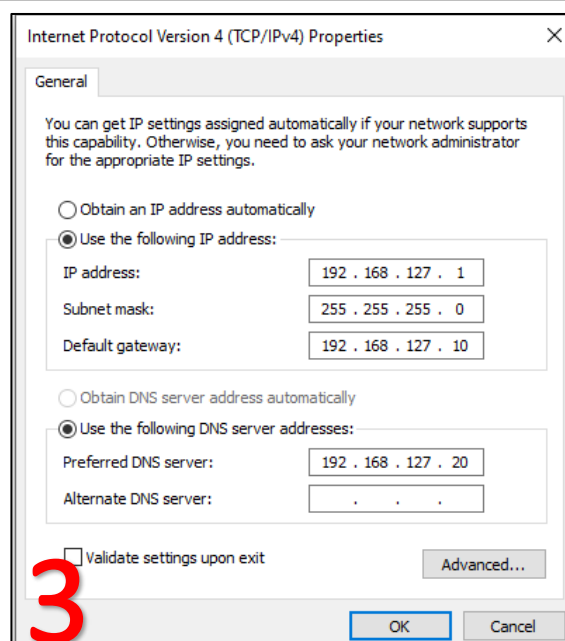 Internet Protocol Version 4 (TCP/IPv4) Properties
General
You can get IP settings assigned automatically if your network supports
this capability. Otherwise, you need to ask your network administrator
for the appropriate IP settings.
Obtain an IP address automatically
Use the following IP address:
IP address: 192 . 168 . 127 . 1
Subnet mask: 255 . 255 . 255 . 0
Default gateway: 192 . 168 . 127 . 10
Obtain DNS server address automatically
Use the following DNS server addresses:
Preferred DNS server: 192 . 168 . 127 . 20
Alternate DNS server: . . .
Validate settings upon exit
Advanced...
3
OK Cancel